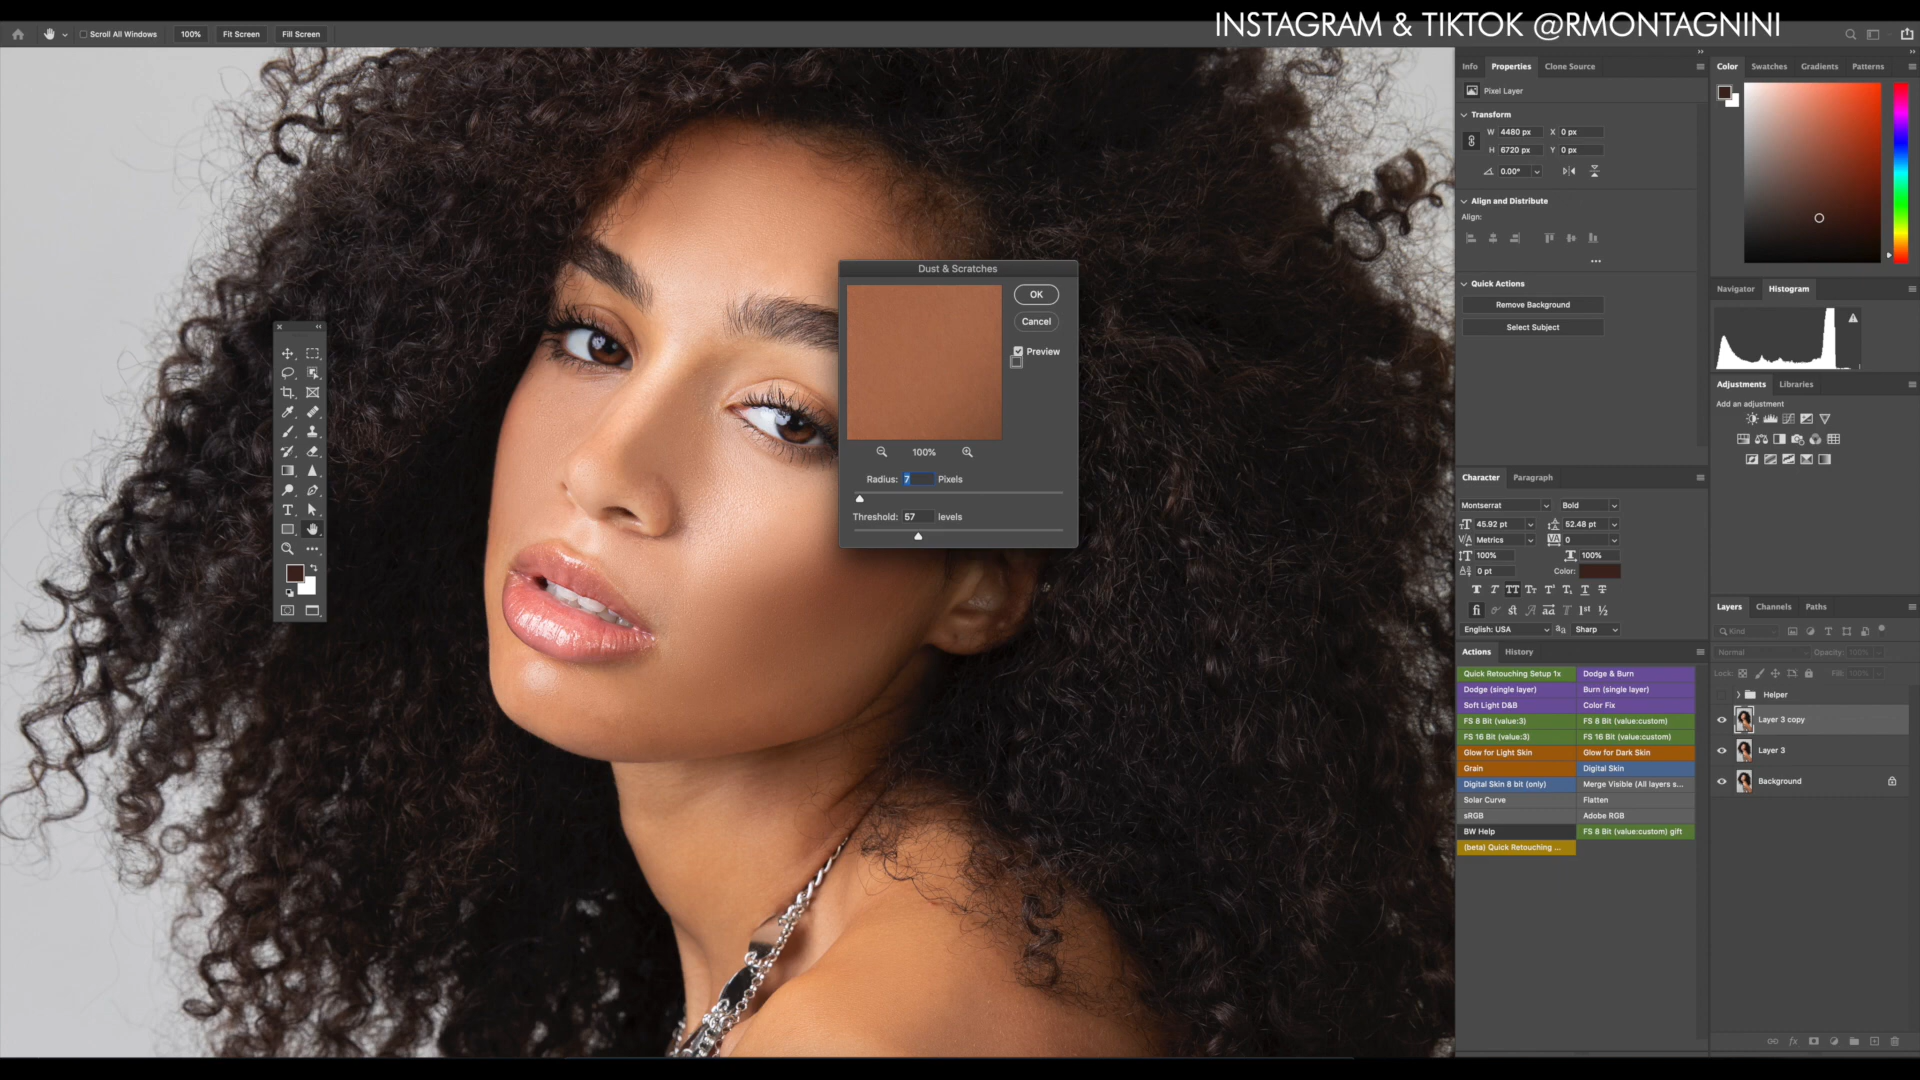 INSTAGRAM & TIKTOK @RMONTAGNINI
Scroll All Windows
100%
Fit Screen
Fill Screen
Info
Properties
Clone Source
Pixel Layer
Transform
W 4480 px X 0 px
H 6720 px Y 0 px
0.00°
Align and Distribute
Align:
Quick Actions
Remove Background
Select Subject
Color
Swatches
Gradients
Patterns
Navigator
Histogram
Adjustments
Libraries
Add an adjustment
Dust & Scratches
OK
Cancel
Preview
100%
Radius: 7 Pixels
Threshold: 57 levels
Character
Paragraph
Montserrat
Bold
45.92 pt
52.48 pt
Metrics
0
100%
100%
0 pt
Color:
English: USA
Sharp
Actions
History
Quick Retouching Setup 1x
Dodge & Burn
Dodge (single layer)
Burn (single layer)
Soft Light D&B
Color Fix
FS 8 Bit (value:3)
FS 8 Bit (value:custom)
FS 16 Bit (value:3)
FS 16 Bit (value:custom)
Glow for Light Skin
Glow for Dark Skin
Grain
Digital Skin
Digital Skin 8 bit (only)
Merge Visible (All layers s...
Solar Curve
Flatten
sRGB
Adobe RGB
BW Help
FS 8 Bit (value:custom) gift
(beta) Quick Retouching ...
Layers
Channels
Paths
Kind
Normal
Opacity: 100%
Lock:
Fill: 100%
Helper
Layer 3 copy
Layer 3
Background